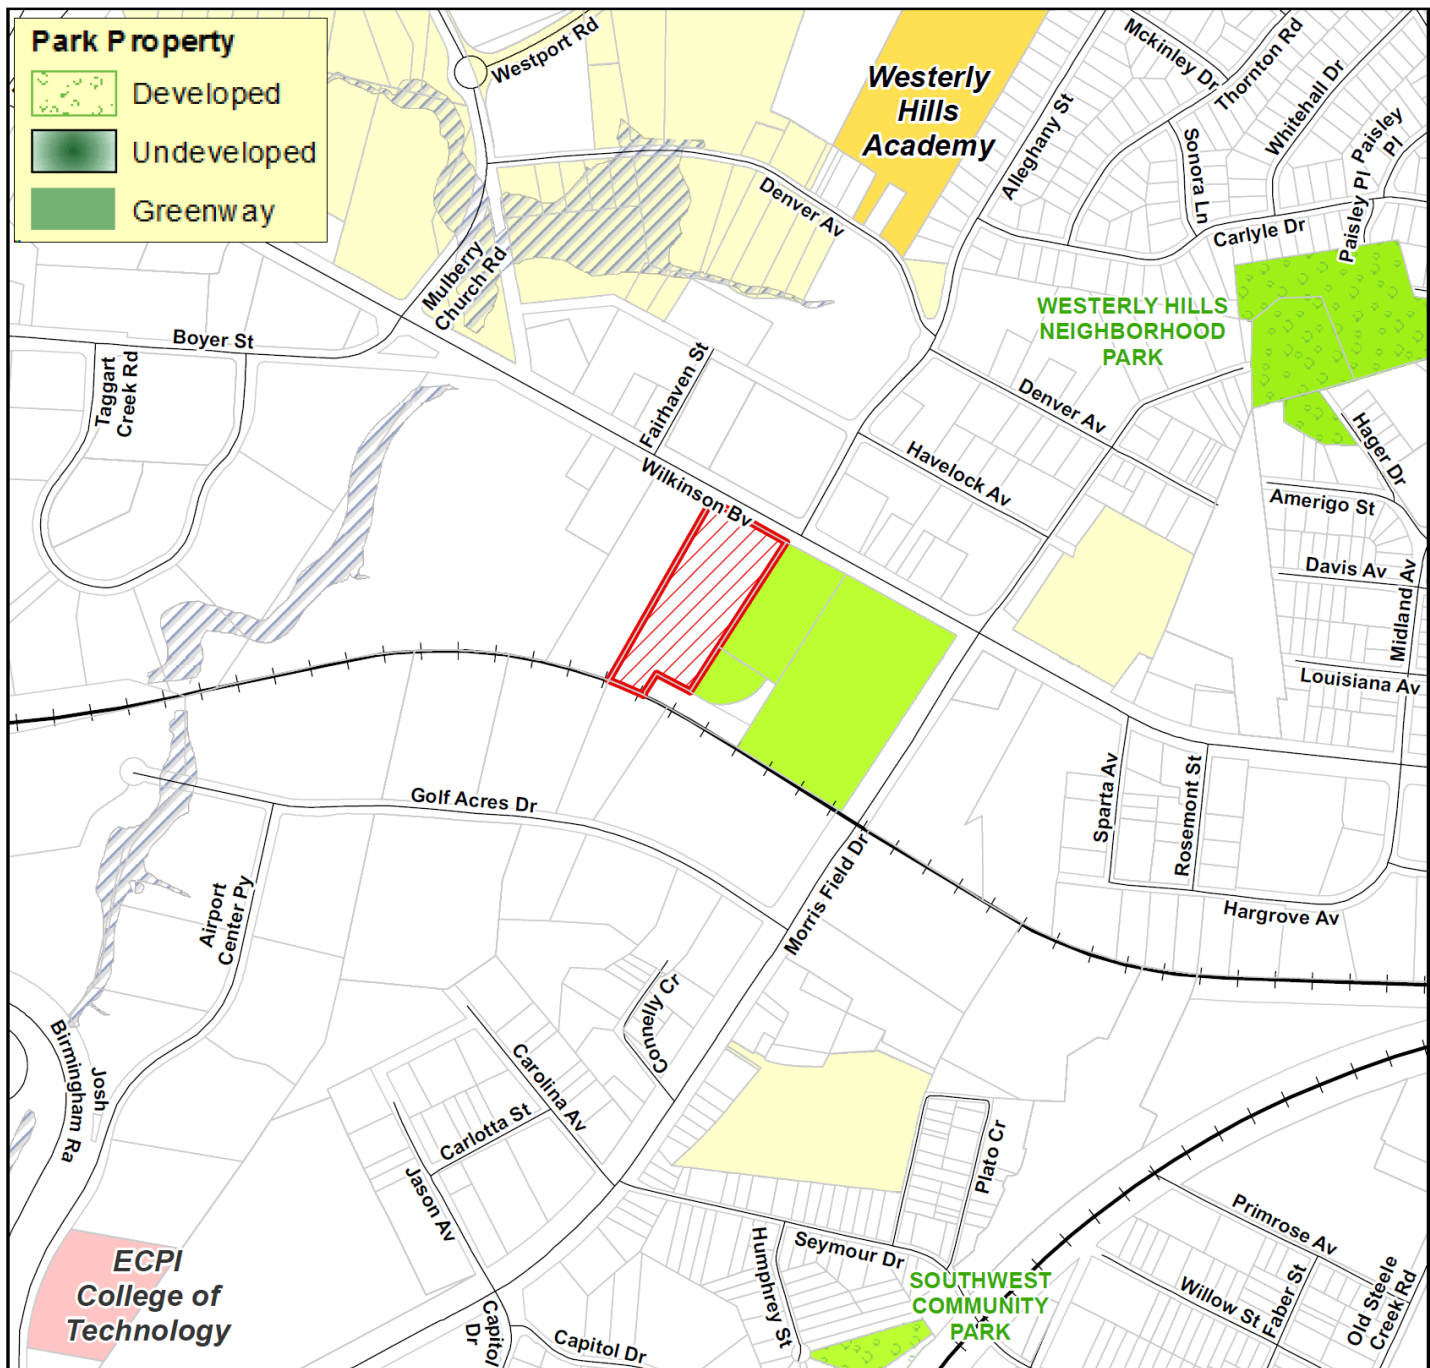 Park Property
Developed
Undeveloped
Greenway
Westport Rd
Westerly
Hills
Academy
Mckinley Dr
Thornton Rd
Whitehall Dr
Paisley
Pl
Alleghany St
Sonora Ln
Paisley Pl
Carlyle Dr
Denver Av
Mulberry
Church Rd
WESTERLY HILLS
NEIGHBORHOOD
PARK
Boyer St
Taggart
Creek Rd
Fairhaven St
Denver Av
Hager Dr
Havelock Av
Wilkinson Bv
Amerigo St
Davis Av
Midland Av
Louisiana Av
Sparta Av
Rosemont St
Golf Acres Dr
Morris Field Dr
Hargrove Av
Airport
Center Py
Connelly Cr
Josh
Birmingham Ra
Carolina Av
Carlotta St
Jason Av
Plato Cr
Primrose Av
Seymour Dr
Humphrey St
ECPI
College of
Technology
SOUTHWEST
COMMUNITY
PARK
Willow St
Faber St
Old Steele
Creek Rd
Capitol
Dr
Capitol Dr